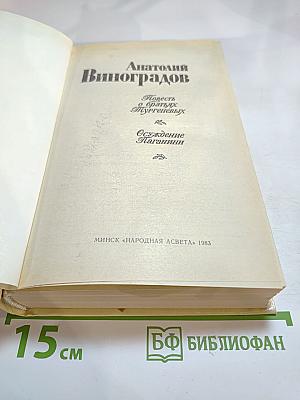 Анатолий
Виноградов
Повесть
о братьях
Тургеневых
Осуждение
Паганини
МИНСК «НАРОДНАЯ АСВЕТА» 1983
15 см
БФ БИБЛИОФАН